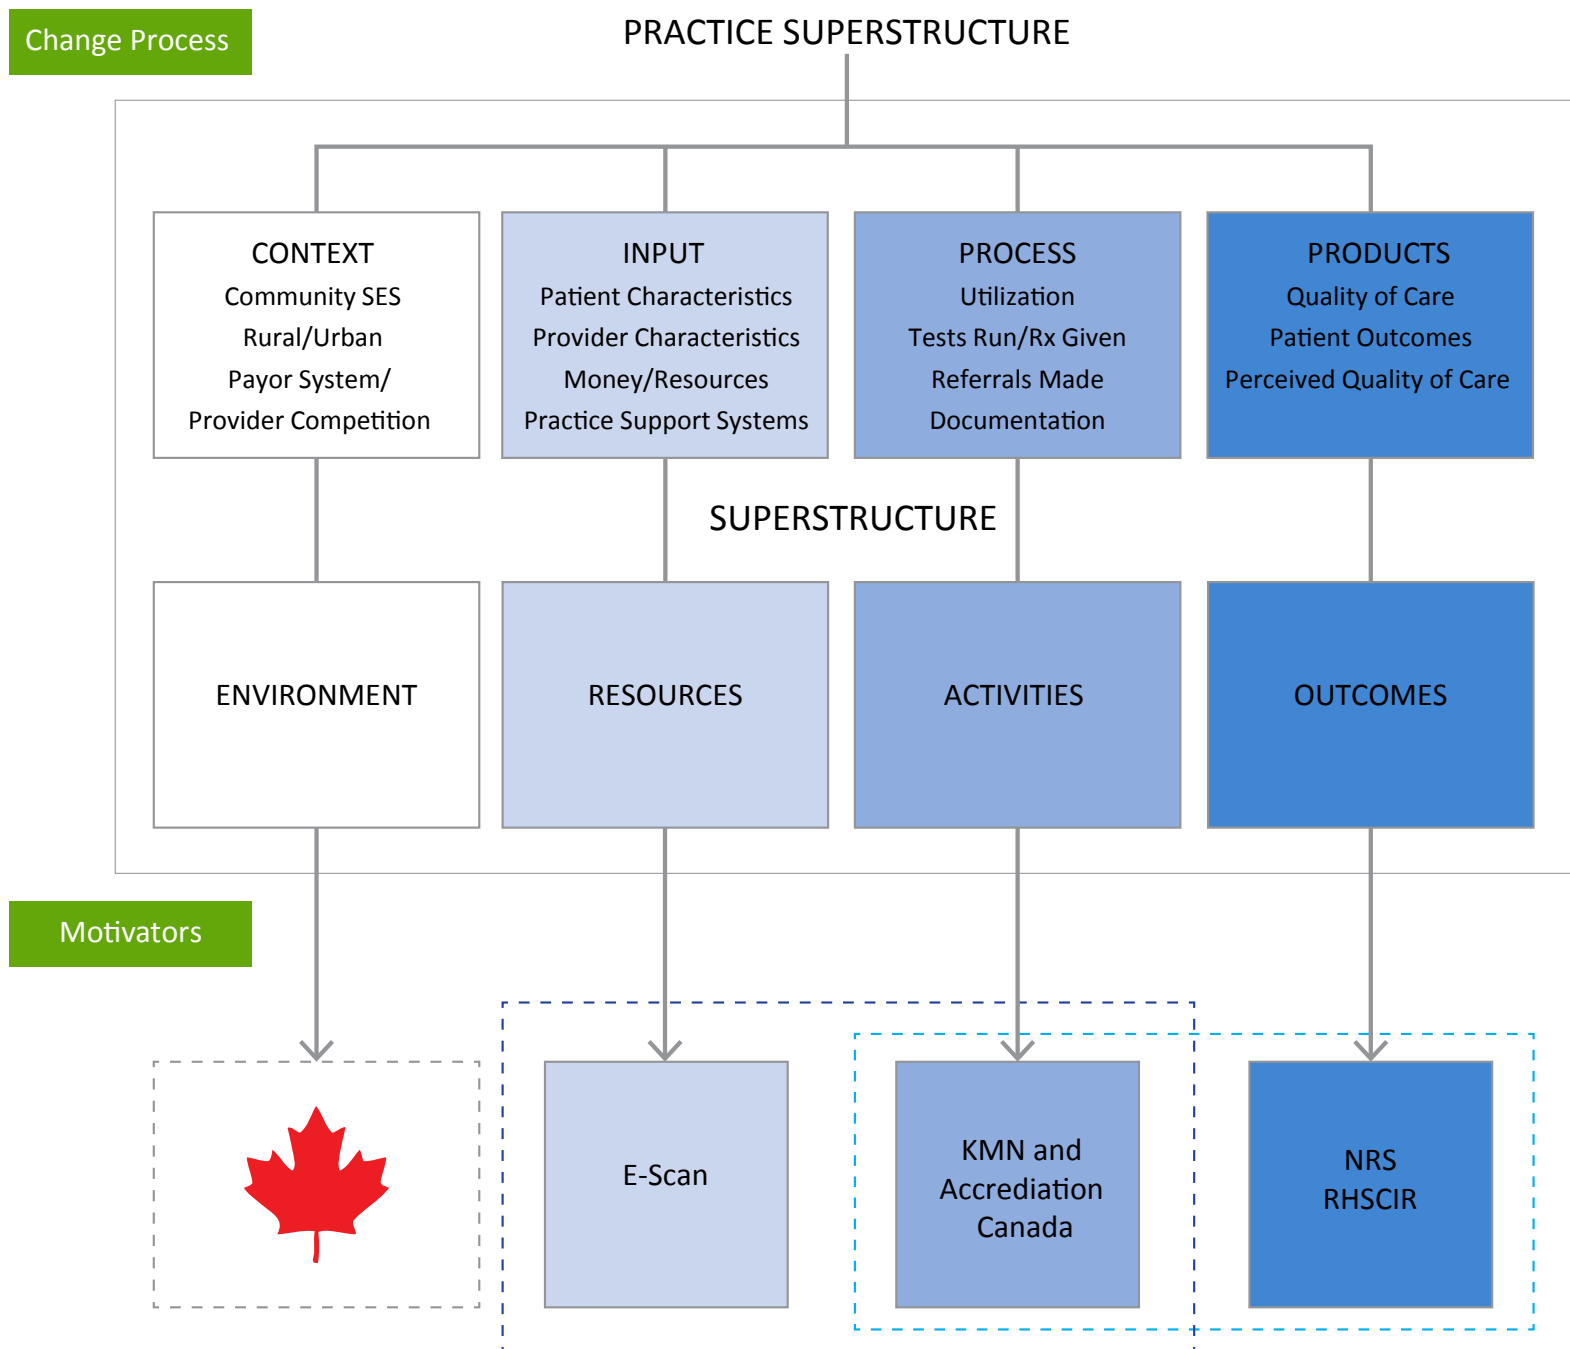 Change Process
PRACTICE SUPERSTRUCTURE
CONTEXT
Community SES
Rural/Urban
Payor System/
Provider Competition
INPUT
Patient Characteristics
Provider Characteristics
Money/Resources
Practice Support Systems
PROCESS
Utilization
Tests Run/Rx Given
Referrals Made
Documentation
PRODUCTS
Quality of Care
Patient Outcomes
Perceived Quality of Care
SUPERSTRUCTURE
ENVIRONMENT
RESOURCES
ACTIVITIES
OUTCOMES
Motivators
E-Scan
KMN and
Accrediation
Canada
NRS
RHSCIR